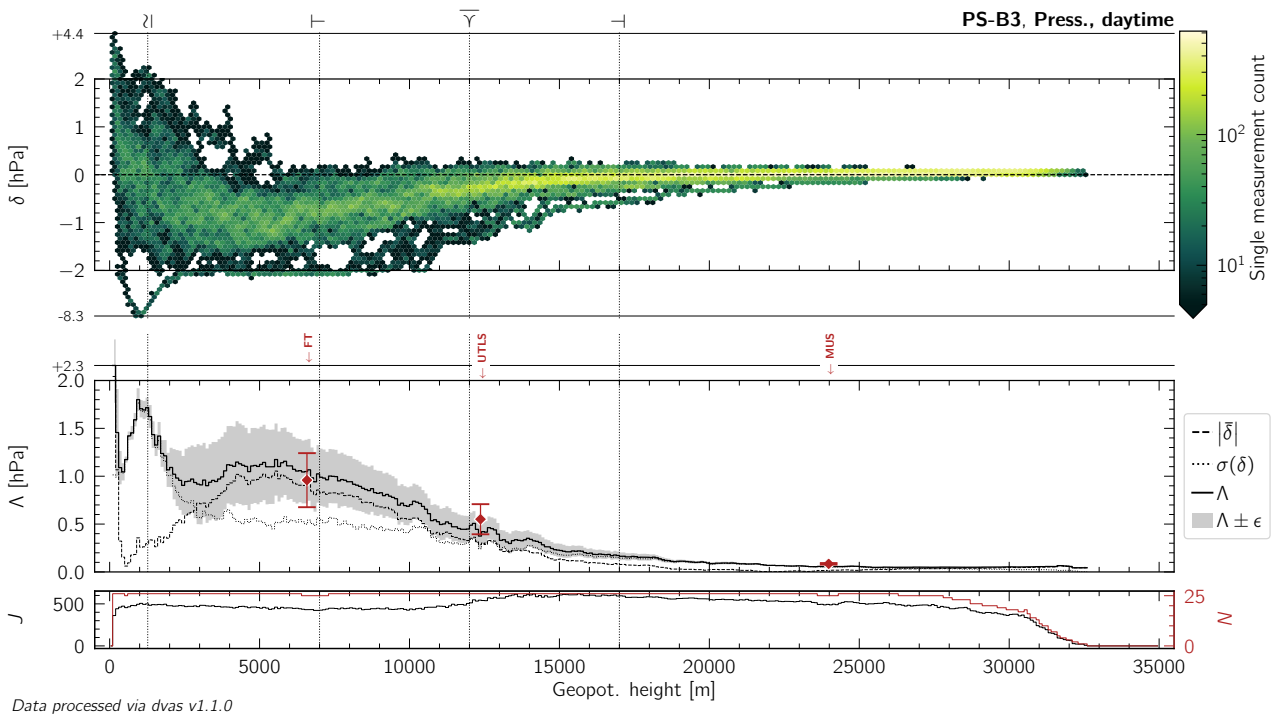 PS-B3, Press., daytime
+4.4
2
1
0
−1
−2
-8.3
δ [hPa]
10²
10¹
Single measurement count
FT
UTLS
MUS
+2.3
2.0
1.5
1.0
0.5
0.0
Λ [hPa]
|δ̄|
σ(δ)
Λ
Λ ± ϵ
500
0
J
25
0
N
0 5000 10000 15000 20000 25000 30000 35000
Geopot. height [m]
Data processed via dvas v1.1.0